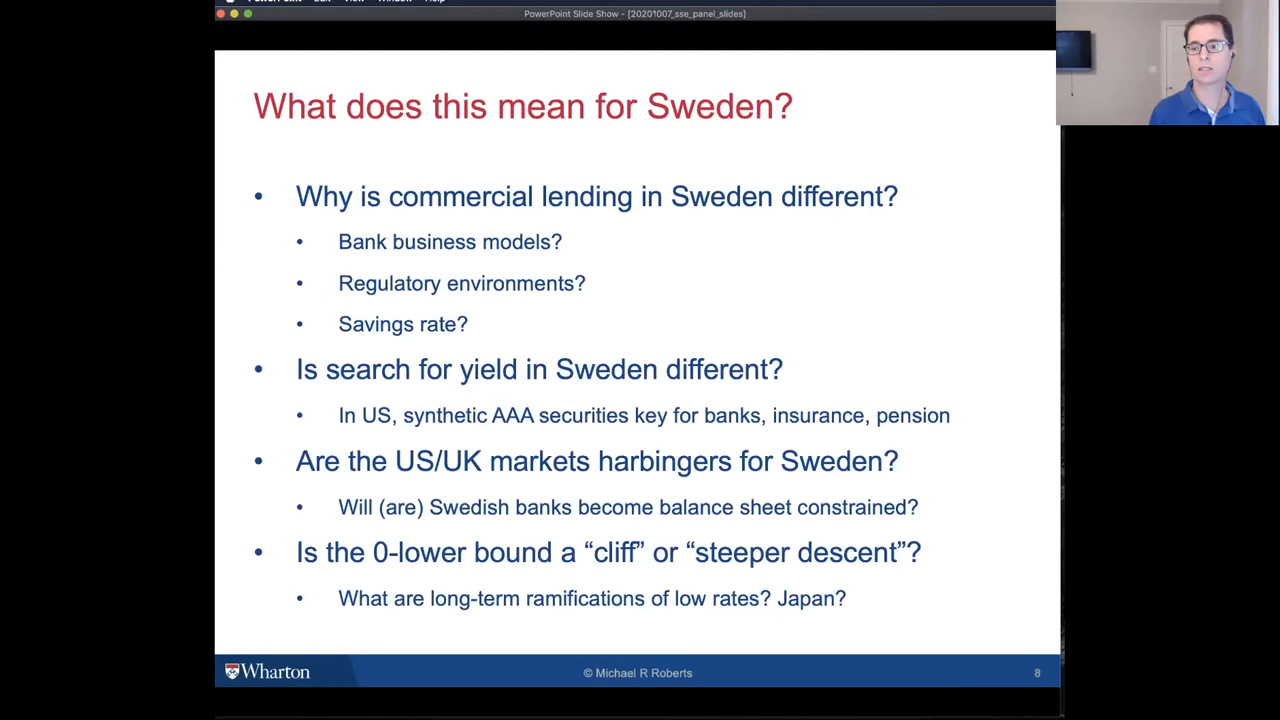 PowerPoint Slide Show - [20201007_sse_panel_slides]
What does this mean for Sweden?
• Why is commercial lending in Sweden different?
• Bank business models?
• Regulatory environments?
• Savings rate?
• Is search for yield in Sweden different?
• In US, synthetic AAA securities key for banks, insurance, pension
• Are the US/UK markets harbingers for Sweden?
• Will (are) Swedish banks become balance sheet constrained?
• Is the 0-lower bound a “cliff” or “steeper descent”?
• What are long-term ramifications of low rates? Japan?
Wharton
© Michael R Roberts
8